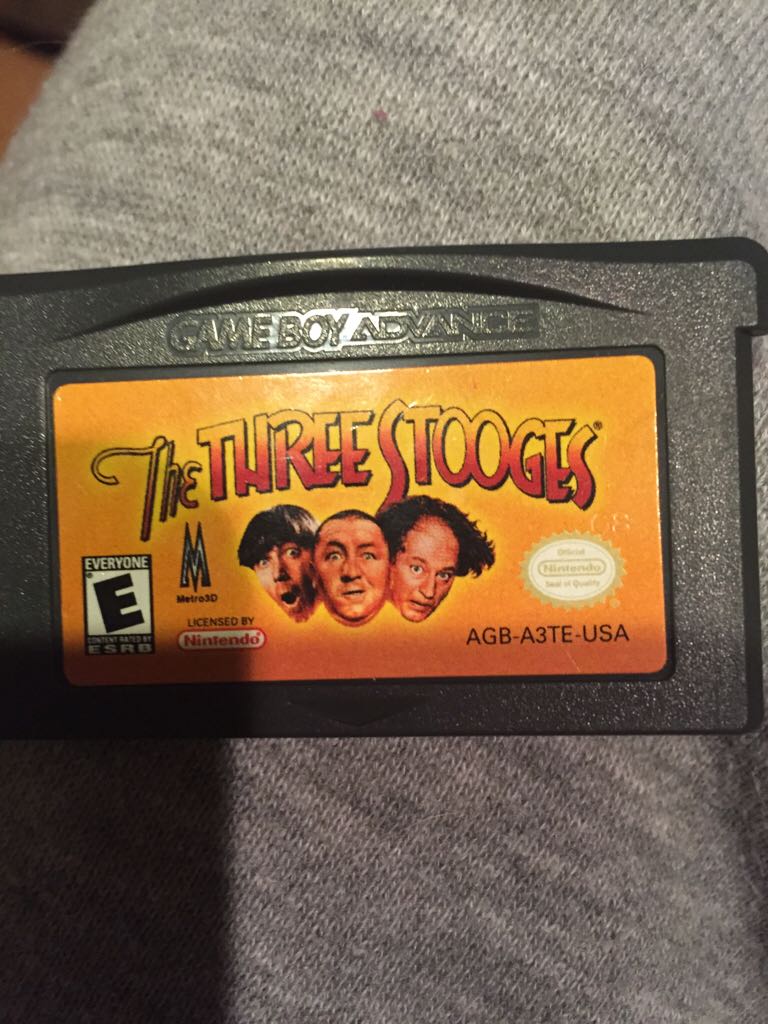 GAME BOY ADVANCE
The THREE STOOGES®
08
EVERYONE
E
CONTENT RATED BY
ESRB
M
Metro3D
LICENSED BY
Nintendo®
Official
Nintendo
Seal of Quality
AGB-A3TE-USA